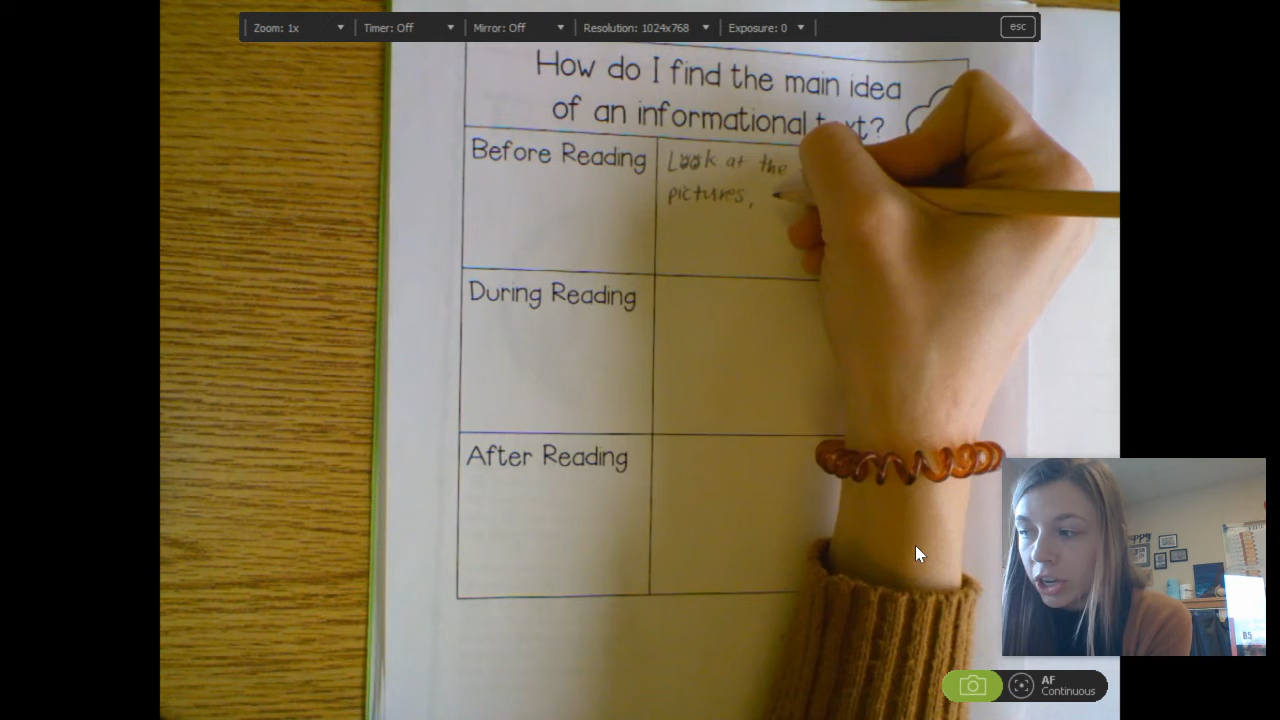 Zoom: 1x
Timer: Off
Mirror: Off
Resolution: 1024x768
Exposure: 0
esc
How do I find the main idea
of an informational text?
Before Reading
Look at the
pictures,
During Reading
After Reading
AF
Continuous